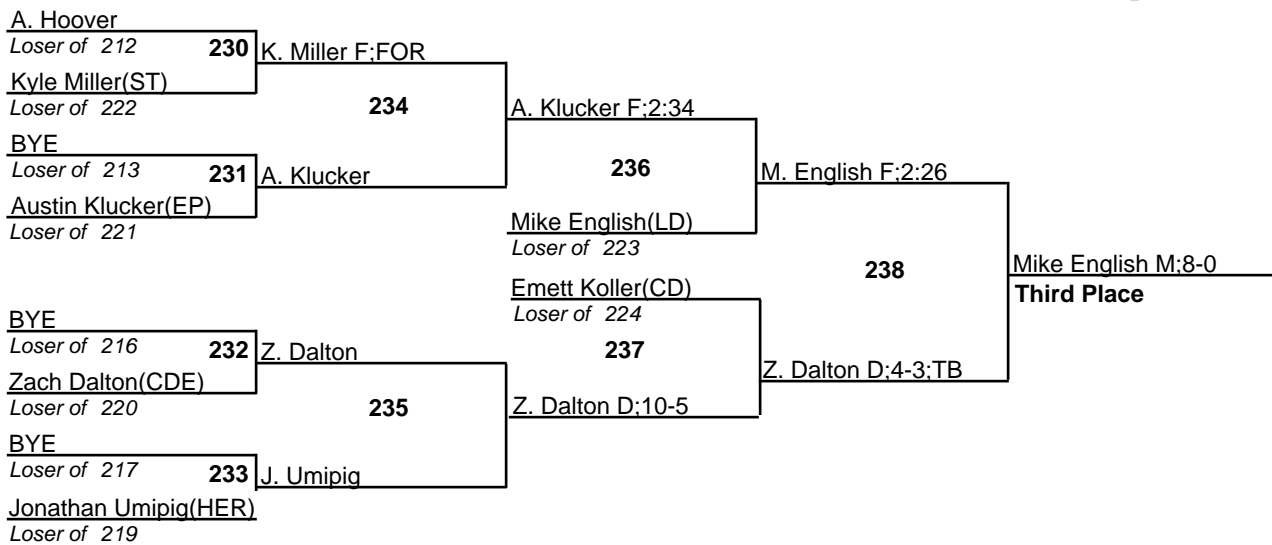 A. Hoover
Loser of 212
230
K. Miller F;FOR
Kyle Miller(ST)
Loser of 222
234
A. Klucker F;2:34
BYE
Loser of 213
231
A. Klucker
236
M. English F;2:26
Austin Klucker(EP)
Loser of 221
Mike English(LD)
Loser of 223
238
Mike English M;8-0
Third Place
Emett Koller(CD)
Loser of 224
BYE
Loser of 216
232
Z. Dalton
237
Z. Dalton D;4-3;TB
Zach Dalton(CDE)
Loser of 220
235
Z. Dalton D;10-5
BYE
Loser of 217
233
J. Umipig
Jonathan Umipig(HER)
Loser of 219